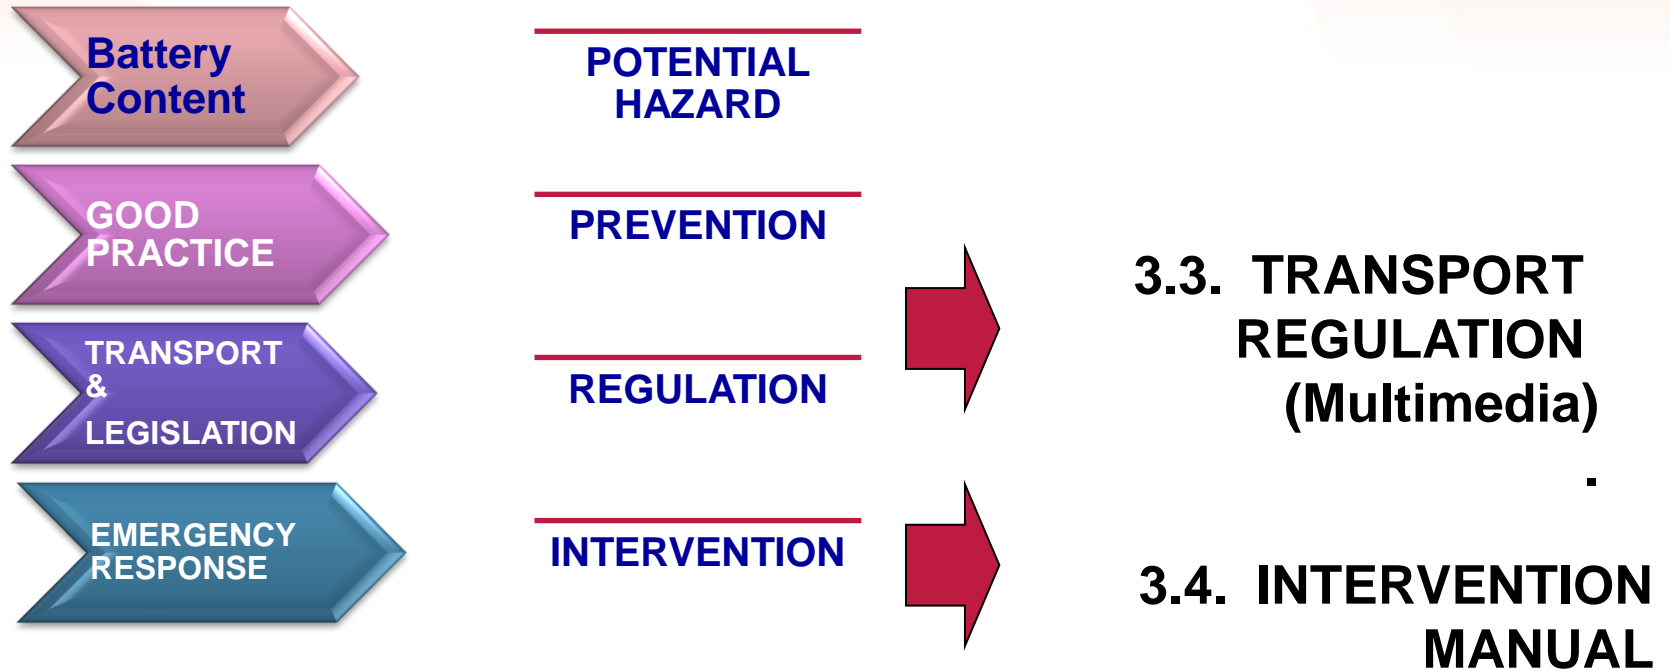 Battery
Content
POTENTIAL
HAZARD
GOOD
PRACTICE
PREVENTION
TRANSPORT
&
LEGISLATION
REGULATION
EMERGENCY
RESPONSE
INTERVENTION
3.3. TRANSPORT
REGULATION
(Multimedia)
.
3.4. INTERVENTION
MANUAL